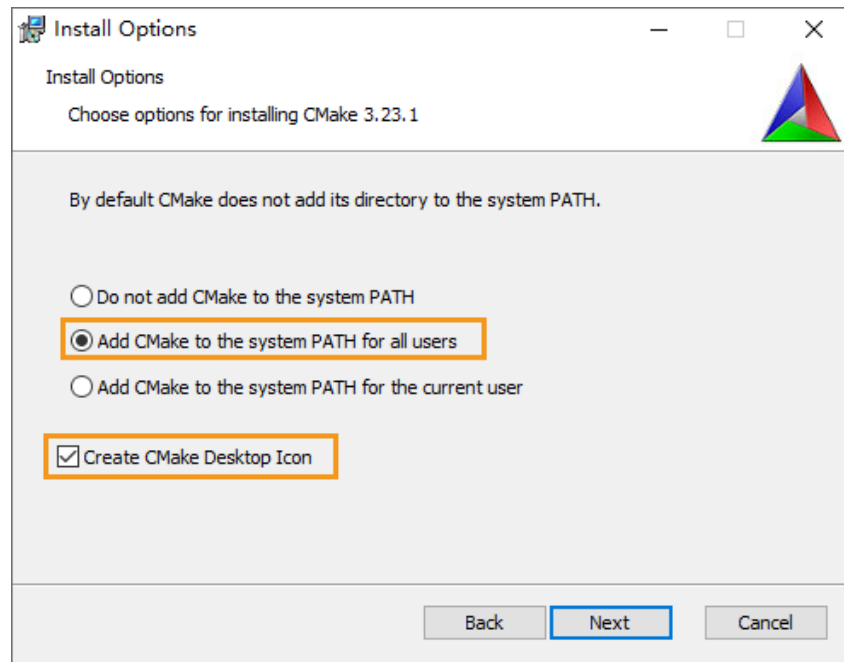 Install Options
Install Options
Choose options for installing CMake 3.23.1
By default CMake does not add its directory to the system PATH.
Do not add CMake to the system PATH
Add CMake to the system PATH for all users
Add CMake to the system PATH for the current user
Create CMake Desktop Icon
Back Next Cancel